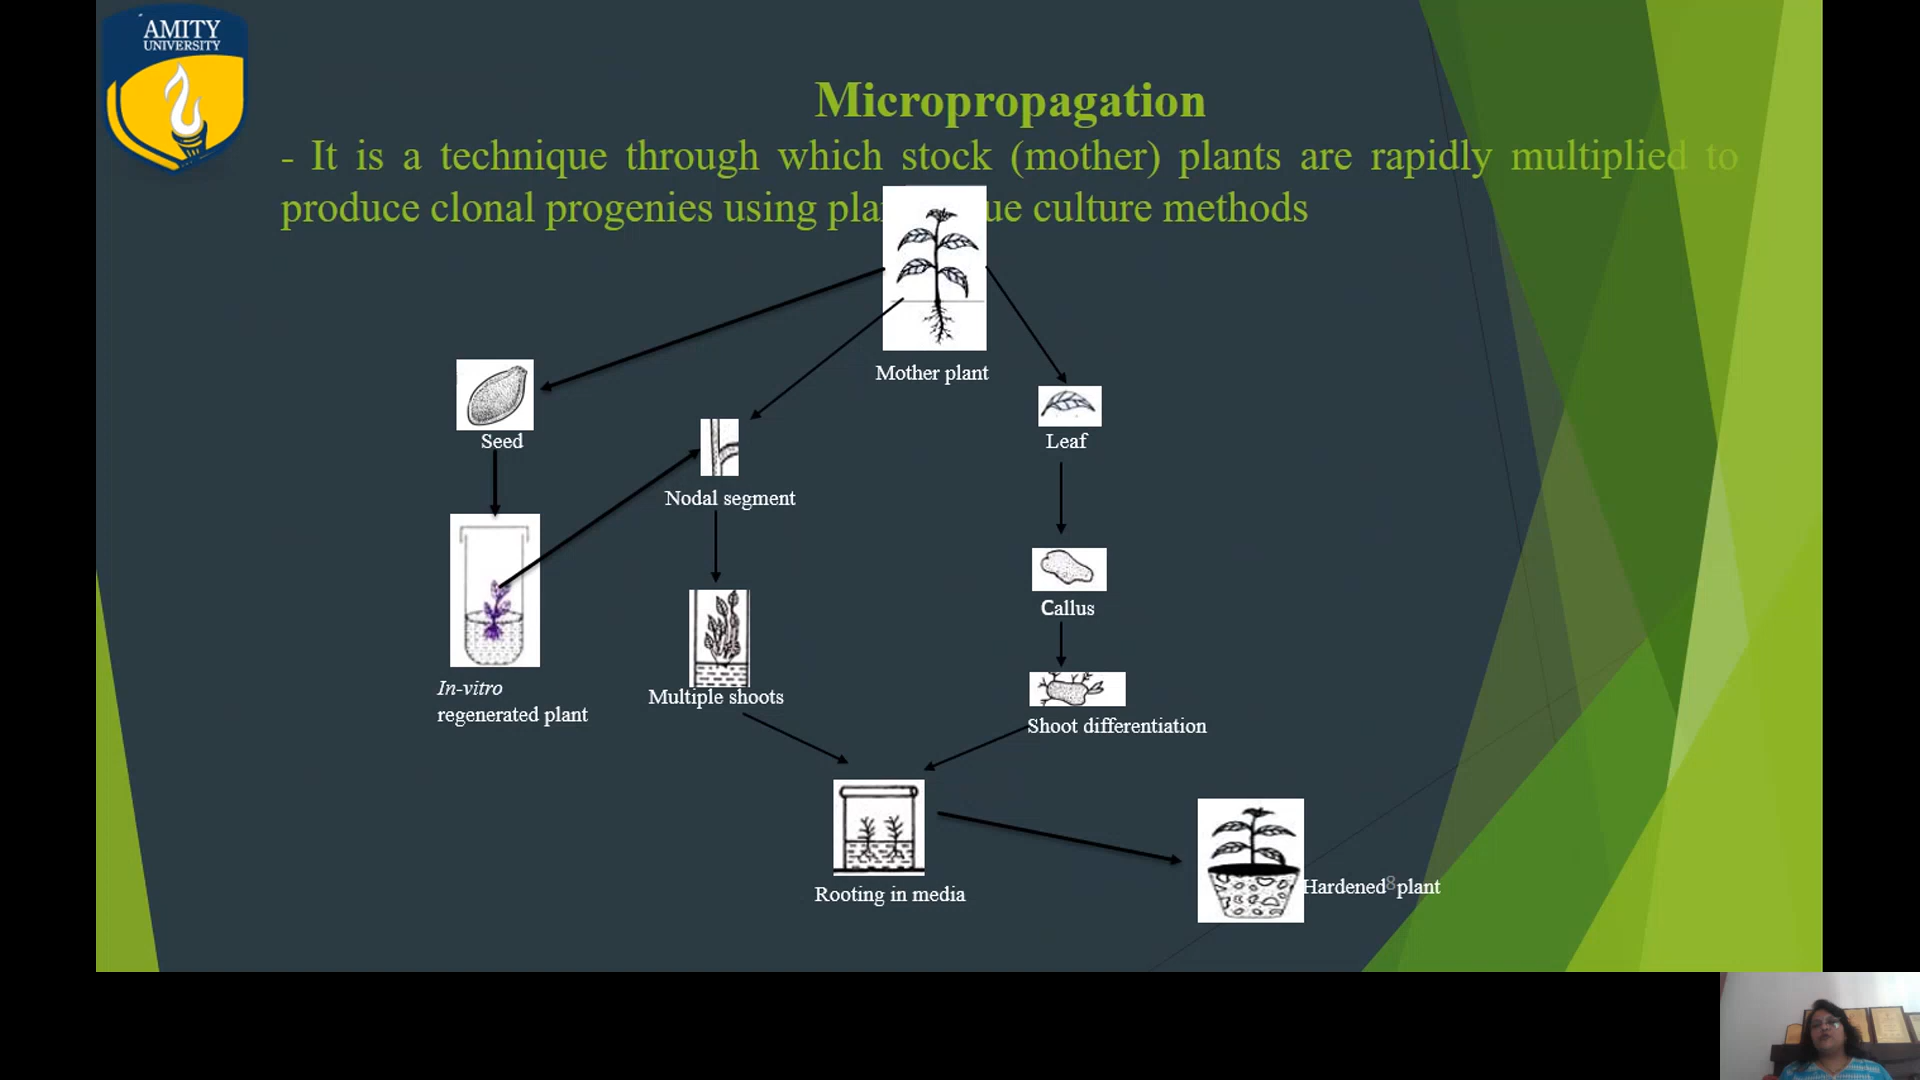 AMITY
UNIVERSITY
Micropropagation
- It is a technique through which stock (mother) plants are rapidly multiplied to
produce clonal progenies using culture methods
Mother plant
Seed
Leaf
Nodal segment
Callus
In-vitro
regenerated plant
Multiple shoots
Shoot differentiation
Rooting in media
Hardened plant
8